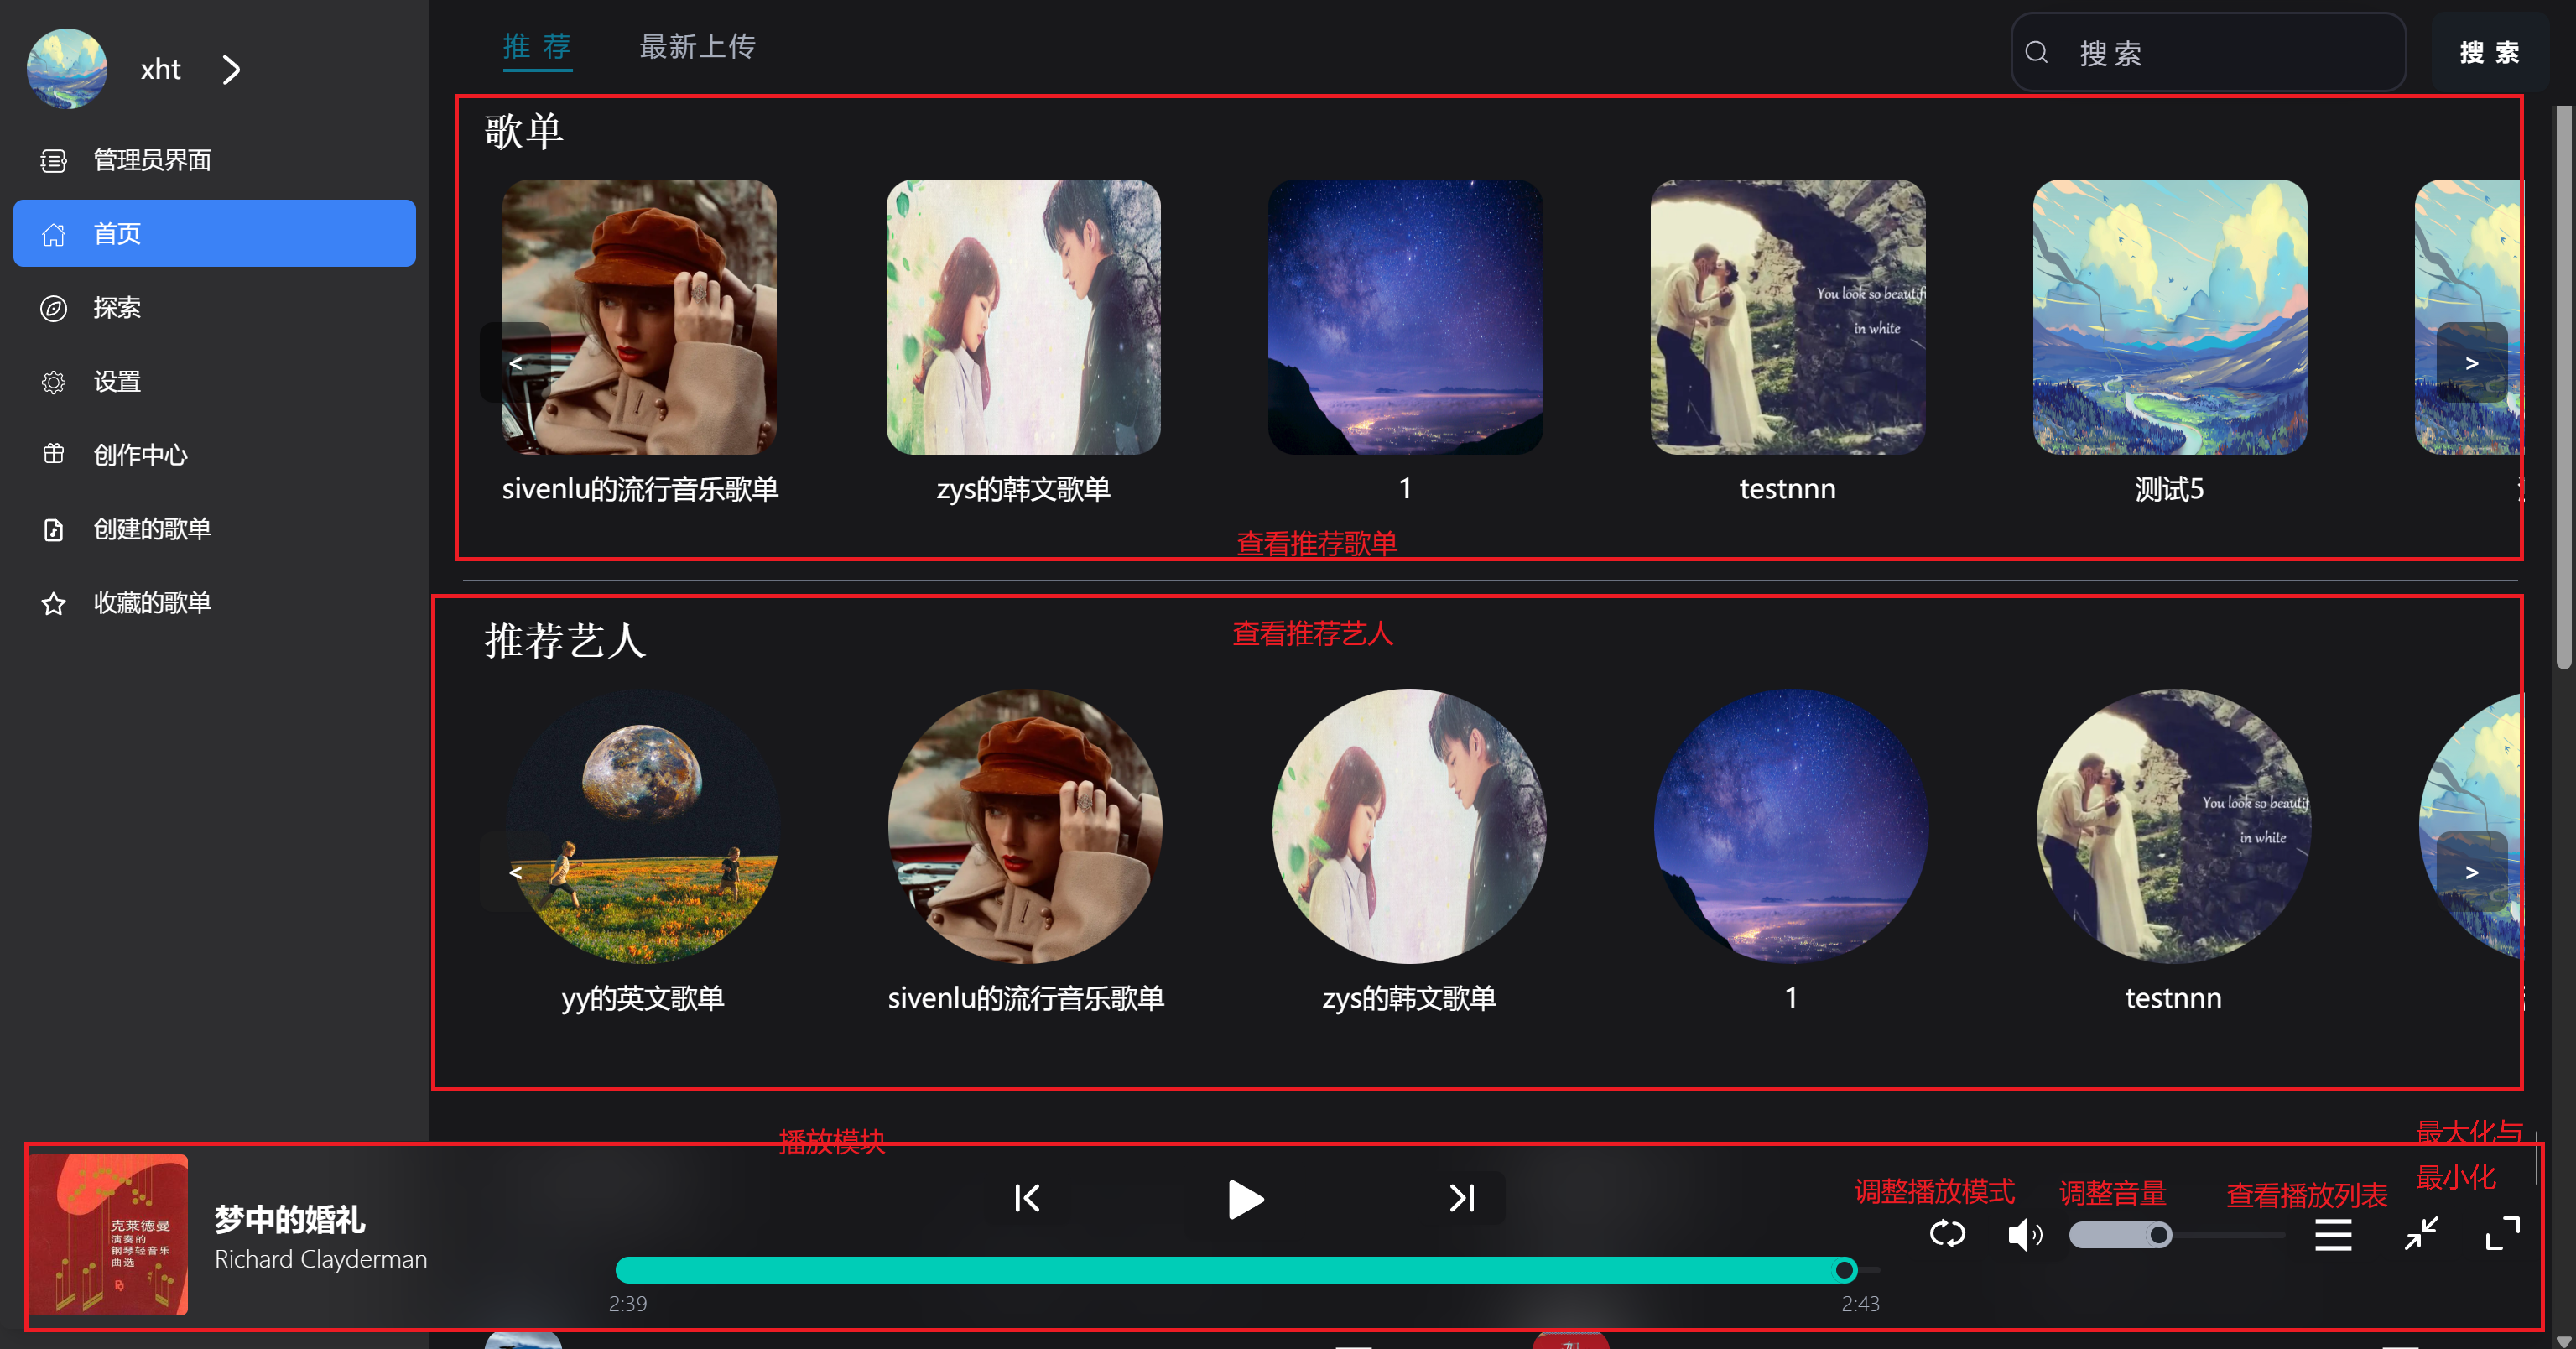 xht
管理员界面
首页
探索
设置
创作中心
创建的歌单
收藏的歌单
推 荐
最新上传
搜 索
搜 索
歌单
You look so beautif
in white
<
>
sivenlu的流行音乐歌单
zys的韩文歌单
1
testnnn
测试5
查看推荐歌单
推荐艺人
查看推荐艺人
You look so beautif
in white
<
>
yy的英文歌单
sivenlu的流行音乐歌单
zys的韩文歌单
1
testnnn
播放模块
最大化与
最小化
克莱德曼
演奏的
钢琴轻音乐
曲选
梦中的婚礼
Richard Clayderman
调整播放模式
调整音量
查看播放列表
2:39
2:43